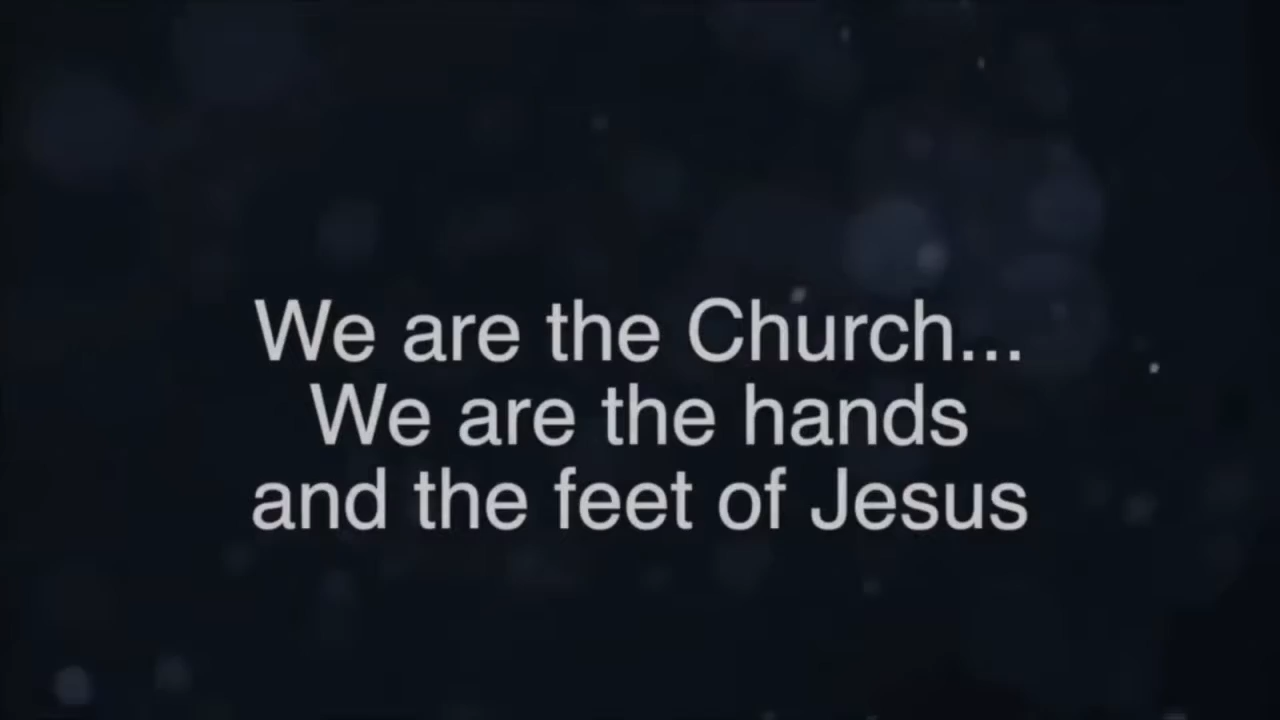 We are the Church...
We are the hands
and the feet of Jesus